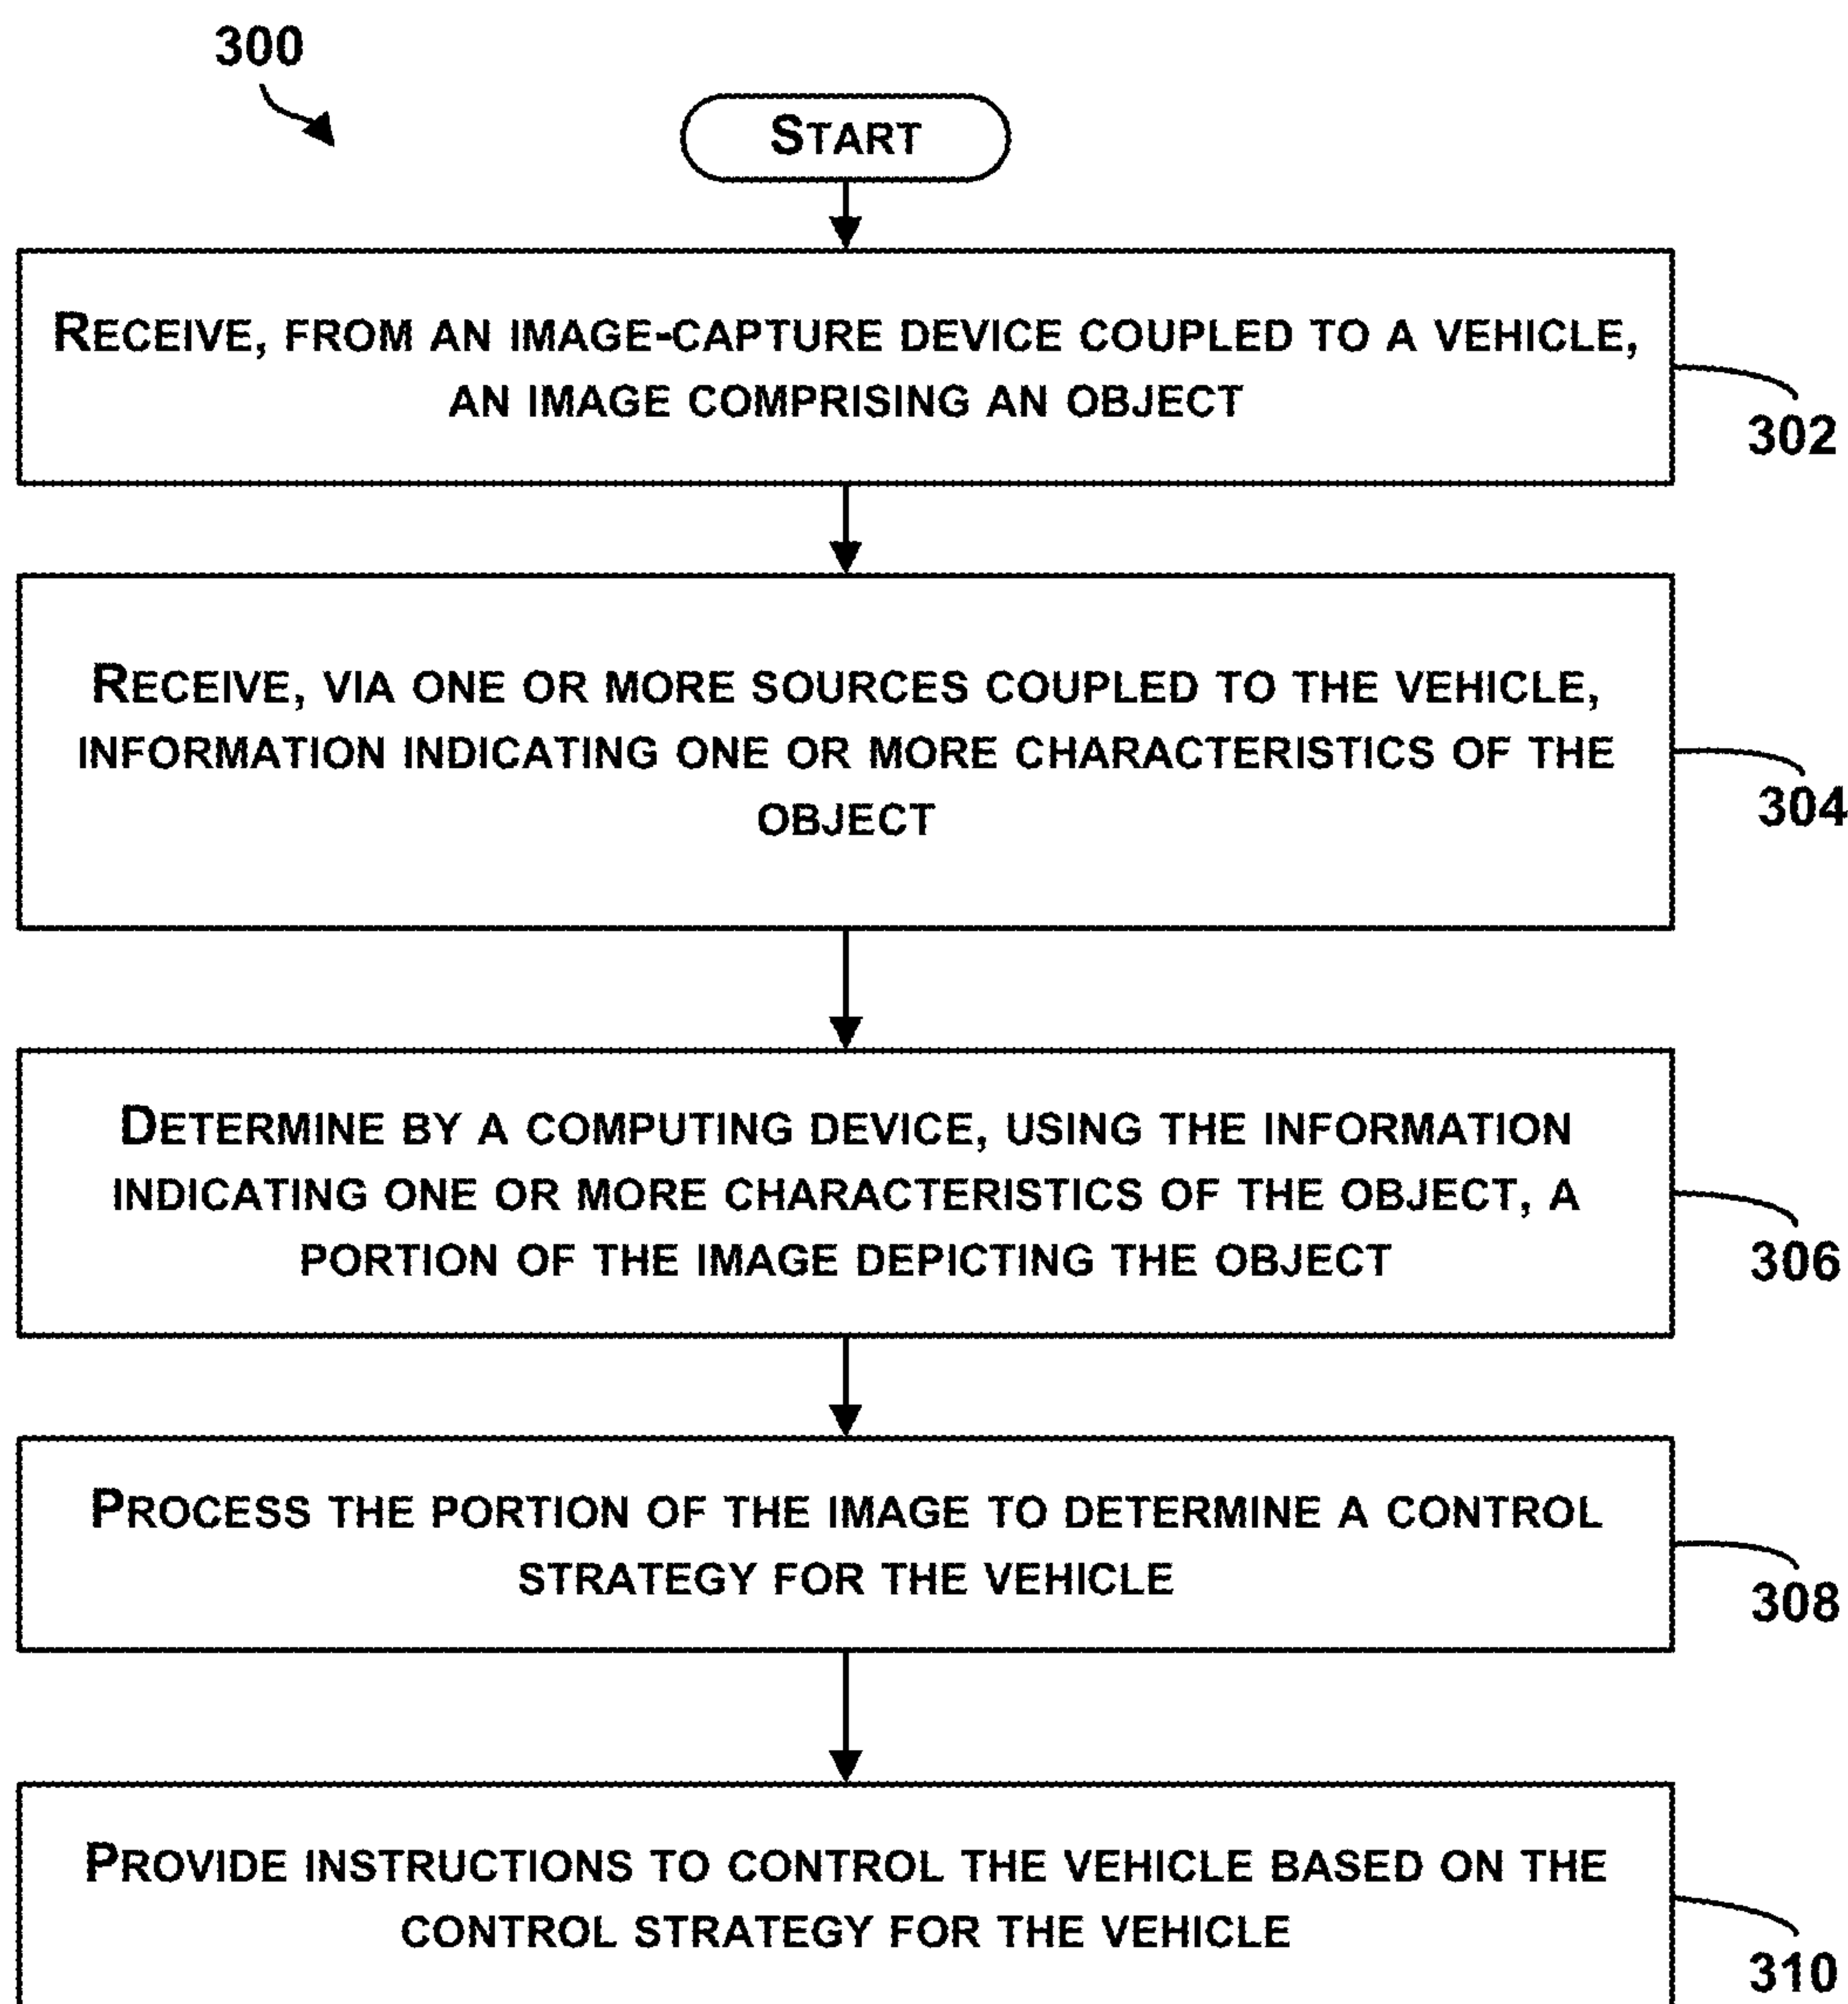 300
START
RECEIVE, FROM AN IMAGE-CAPTURE DEVICE COUPLED TO A VEHICLE,
AN IMAGE COMPRISING AN OBJECT
302
RECEIVE, VIA ONE OR MORE SOURCES COUPLED TO THE VEHICLE,
INFORMATION INDICATING ONE OR MORE CHARACTERISTICS OF THE
OBJECT
304
DETERMINE BY A COMPUTING DEVICE, USING THE INFORMATION
INDICATING ONE OR MORE CHARACTERISTICS OF THE OBJECT, A
PORTION OF THE IMAGE DEPICTING THE OBJECT
306
PROCESS THE PORTION OF THE IMAGE TO DETERMINE A CONTROL
STRATEGY FOR THE VEHICLE
308
PROVIDE INSTRUCTIONS TO CONTROL THE VEHICLE BASED ON THE
CONTROL STRATEGY FOR THE VEHICLE
310